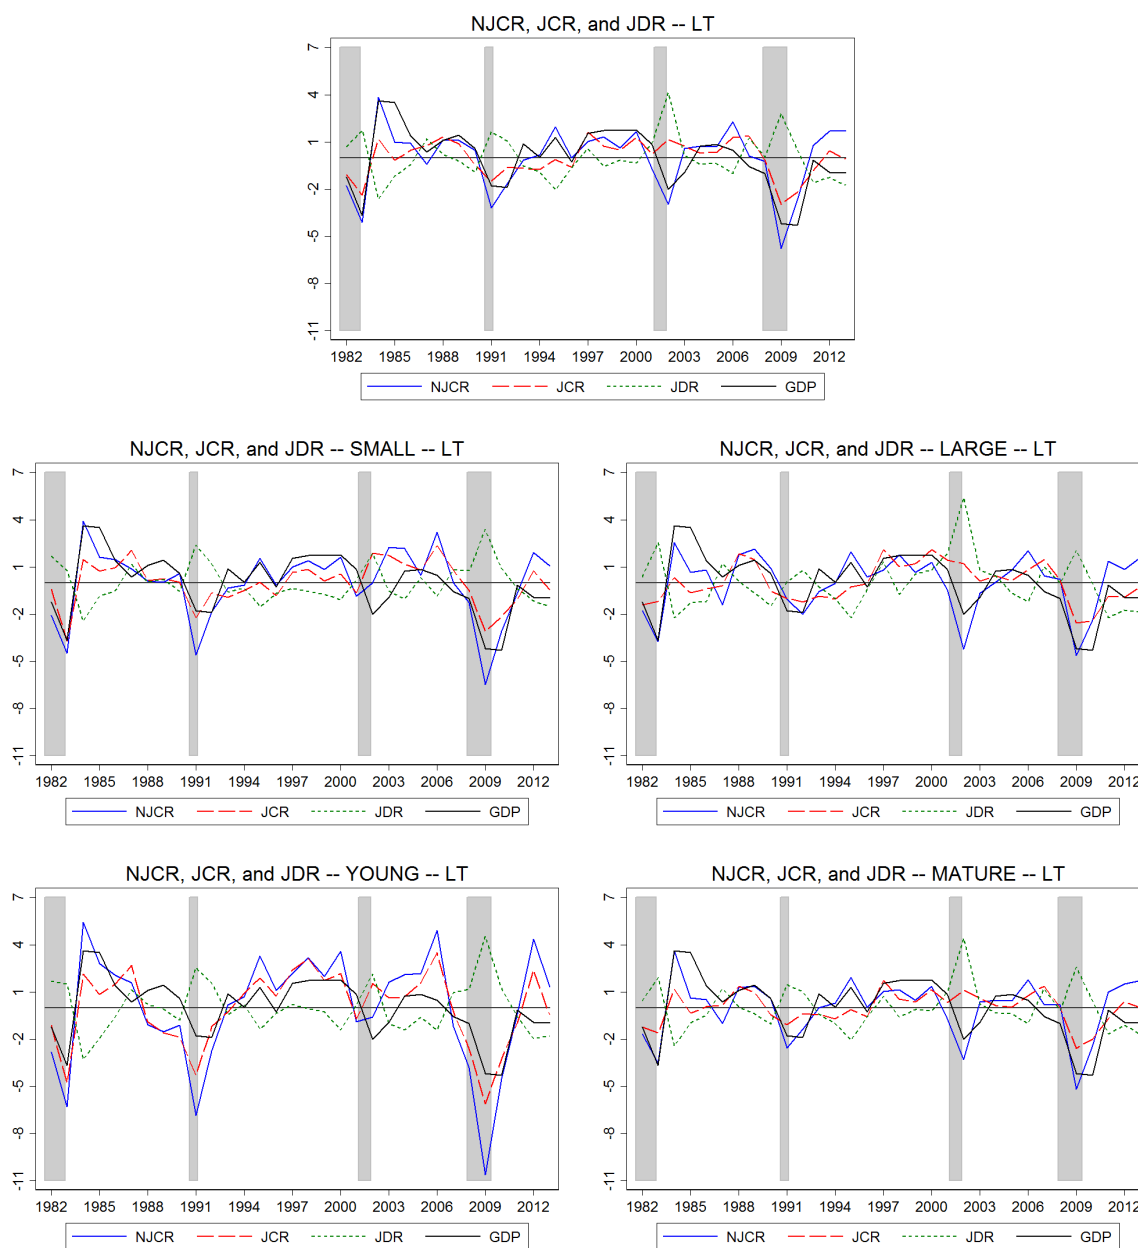 NJCR, JCR, and JDR -- LT
7
4
1
-2
-5
-8
-11
1982 1985 1988 1991 1994 1997 2000 2003 2006 2009 2012
NJCR JCR JDR GDP
NJCR, JCR, and JDR -- SMALL -- LT
7
4
1
-2
-5
-8
-11
1982 1985 1988 1991 1994 1997 2000 2003 2006 2009 2012
NJCR JCR JDR GDP
NJCR, JCR, and JDR -- LARGE -- LT
7
4
1
-2
-5
-8
-11
1982 1985 1988 1991 1994 1997 2000 2003 2006 2009 2012
NJCR JCR JDR GDP
NJCR, JCR, and JDR -- YOUNG -- LT
7
4
1
-2
-5
-8
-11
1982 1985 1988 1991 1994 1997 2000 2003 2006 2009 2012
NJCR JCR JDR GDP
NJCR, JCR, and JDR -- MATURE -- LT
7
4
1
-2
-5
-8
-11
1982 1985 1988 1991 1994 1997 2000 2003 2006 2009 2012
NJCR JCR JDR GDP